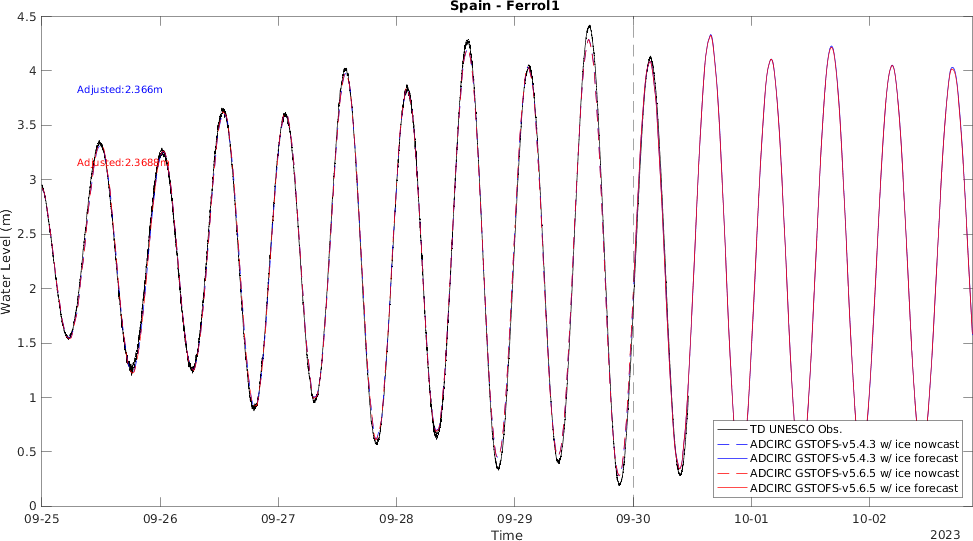 Spain - Ferrol1
4.5
4
3.5
3
2.5
2
1.5
1
0.5
0
Water Level (m)
Adjusted:2.366m
Adjusted:2.3688m
TD UNESCO Obs.
ADCIRC GSTOFS-v5.4.3 w/ ice nowcast
ADCIRC GSTOFS-v5.4.3 w/ ice forecast
ADCIRC GSTOFS-v5.6.5 w/ ice nowcast
ADCIRC GSTOFS-v5.6.5 w/ ice forecast
09-25 09-26 09-27 09-28 09-29 09-30 10-01 10-02
Time
2023